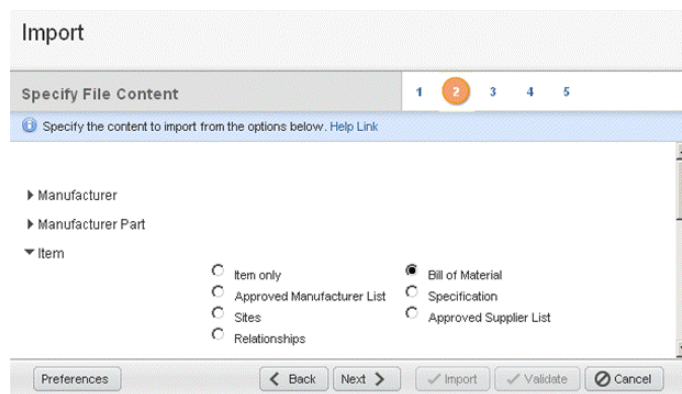 Import
Specify File Content
1 2 3 4 5
Specify the content to import from the options below. Help Link
Manufacturer
Manufacturer Part
Item
Item only Bill of Material
Approved Manufacturer List Specification
Sites Approved Supplier List
Relationships
Preferences Back Next Import Validate Cancel